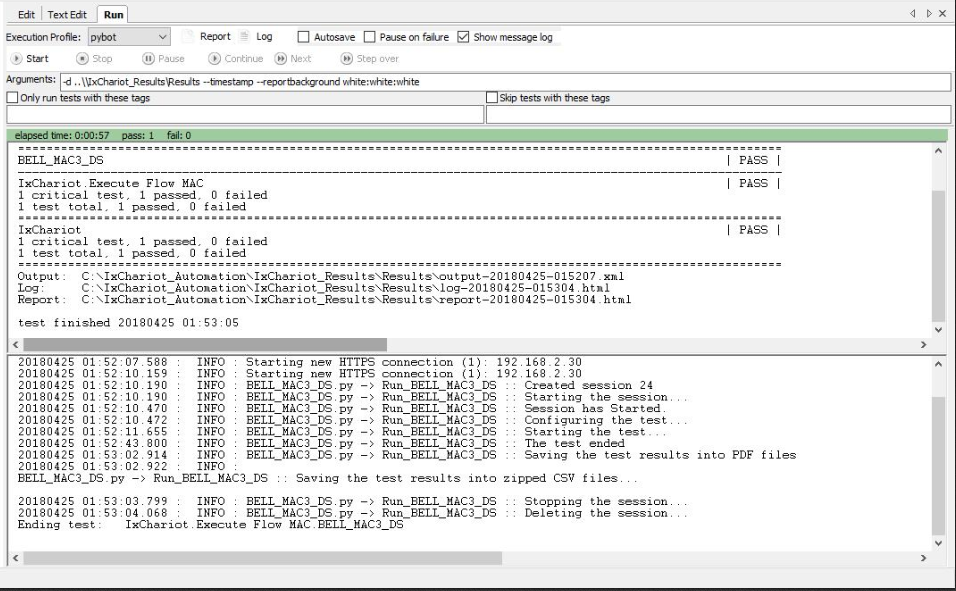 Edit Text Edit Run
Execution Profile: pybot Report Log Autosave Pause on failure Show message log
Start Stop Pause Continue Next Step over
Arguments: -d ..\\IxChariot_Results\Results --timestamp --reportbackground white:white:white
Only run tests with these tags Skip tests with these tags
elapsed time: 0:00:57 pass: 1 fail: 0
==============================================================================
BELL_MAC3_DS | PASS |
------------------------------------------------------------------------------
IxChariot.Execute Flow MAC | PASS |
1 critical test, 1 passed, 0 failed
1 test total, 1 passed, 0 failed
==============================================================================
IxChariot | PASS |
1 critical test, 1 passed, 0 failed
1 test total, 1 passed, 0 failed
==============================================================================
Output: C:\IxChariot_Automation\IxChariot_Results\Results\output-20180425-015207.xml
Log: C:\IxChariot_Automation\IxChariot_Results\Results\log-20180425-015304.html
Report: C:\IxChariot_Automation\IxChariot_Results\Results\report-20180425-015304.html
test finished 20180425 01:53:05
20180425 01:52:07.588 : INFO : Starting new HTTPS connection (1): 192.168.2.30
20180425 01:52:10.159 : INFO : Starting new HTTPS connection (1): 192.168.2.30
20180425 01:52:10.190 : INFO : BELL_MAC3_DS.py -> Run_BELL_MAC3_DS :: Created session 24
20180425 01:52:10.190 : INFO : BELL_MAC3_DS.py -> Run_BELL_MAC3_DS :: Starting the session...
20180425 01:52:10.470 : INFO : BELL_MAC3_DS.py -> Run_BELL_MAC3_DS :: Session has Started.
20180425 01:52:10.472 : INFO : BELL_MAC3_DS.py -> Run_BELL_MAC3_DS :: Configuring the test...
20180425 01:52:11.655 : INFO : BELL_MAC3_DS.py -> Run_BELL_MAC3_DS :: Starting the test...
20180425 01:52:43.800 : INFO : BELL_MAC3_DS.py -> Run_BELL_MAC3_DS :: The test ended
20180425 01:53:02.914 : INFO : BELL_MAC3_DS.py -> Run_BELL_MAC3_DS :: Saving the test results into PDF files
20180425 01:53:02.922 : INFO :
BELL_MAC3_DS.py -> Run_BELL_MAC3_DS :: Saving the test results into zipped CSV files...
20180425 01:53:03.799 : INFO : BELL_MAC3_DS.py -> Run_BELL_MAC3_DS :: Stopping the session...
20180425 01:53:04.068 : INFO : BELL_MAC3_DS.py -> Run_BELL_MAC3_DS :: Deleting the session...
Ending test: IxChariot.Execute Flow MAC.BELL_MAC3_DS